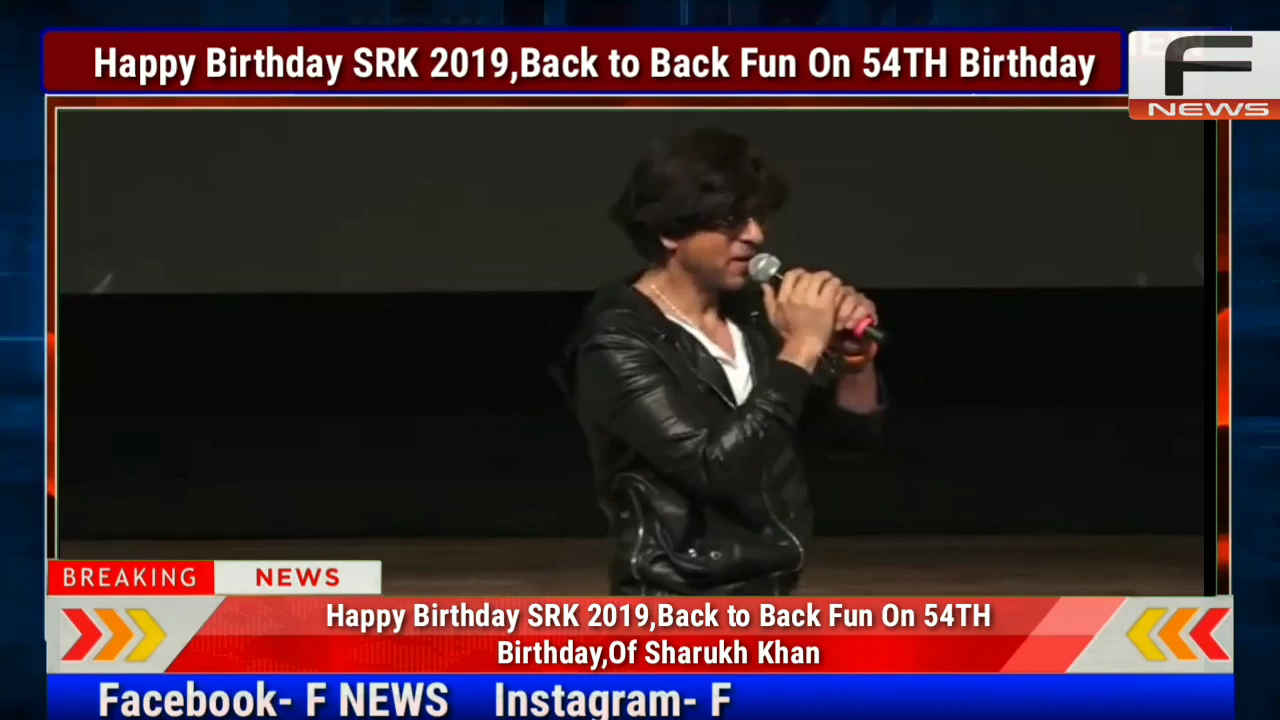 Happy Birthday SRK 2019,Back to Back Fun On 54TH Birthday
F
NEWS
BREAKING NEWS
Happy Birthday SRK 2019,Back to Back Fun On 54TH
Birthday,Of Sharukh Khan
Facebook- F NEWS Instagram- F